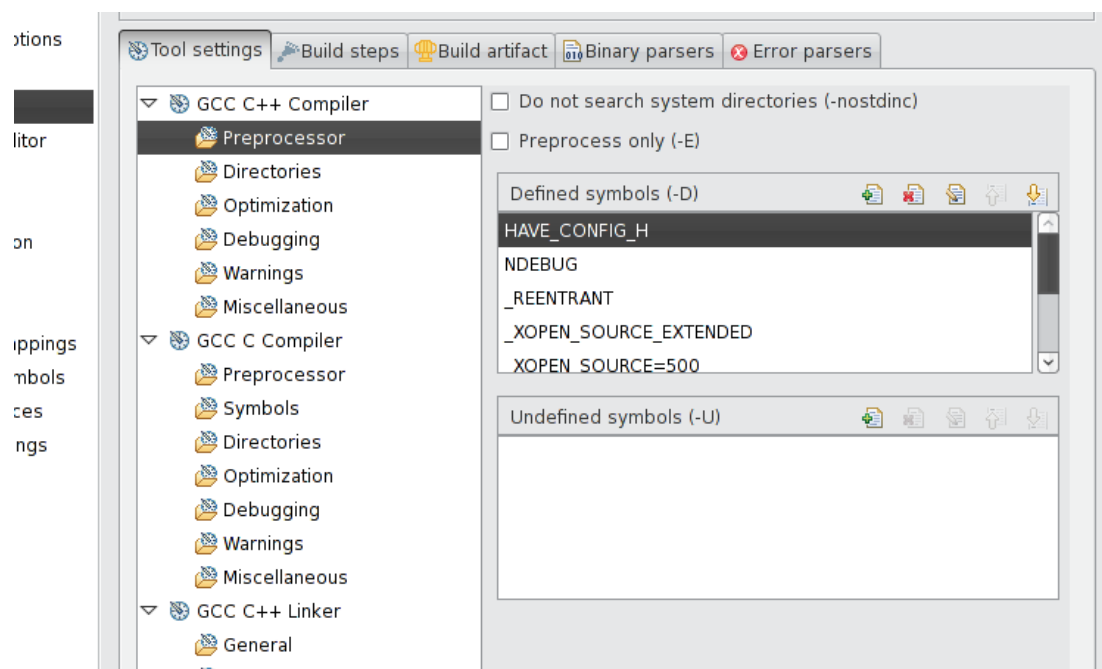 ptions
litor
on
appings
mbols
ces
ngs
Tool settings Build steps Build artifact Binary parsers Error parsers
GCC C++ Compiler
Preprocessor
Directories
Optimization
Debugging
Warnings
Miscellaneous
GCC C Compiler
Preprocessor
Symbols
Directories
Optimization
Debugging
Warnings
Miscellaneous
GCC C++ Linker
General
Do not search system directories (-nostdinc)
Preprocess only (-E)
Defined symbols (-D)
HAVE_CONFIG_H
NDEBUG
_REENTRANT
_XOPEN_SOURCE_EXTENDED
_XOPEN_SOURCE=500
Undefined symbols (-U)